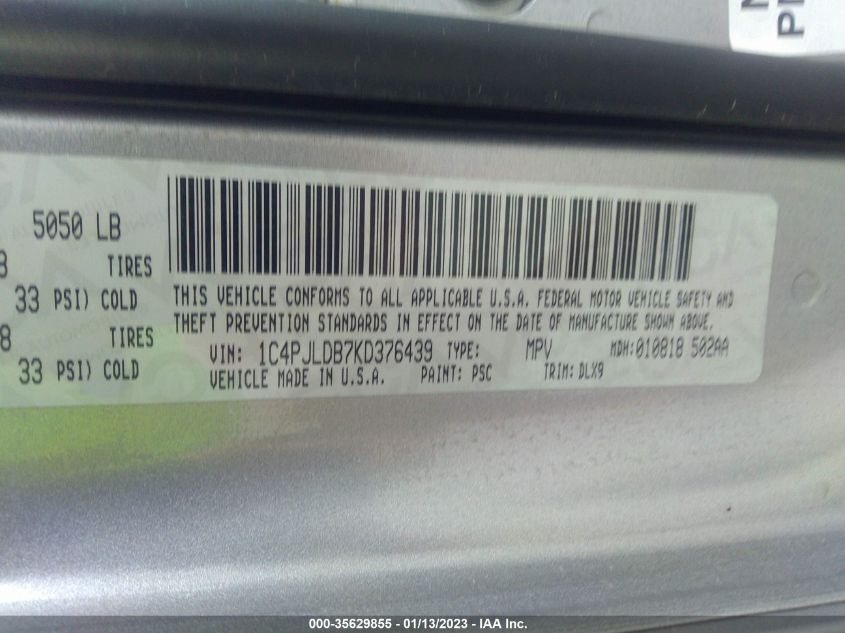 5050 LB
TIRES
33 PSI) COLD
TIRES
33 PSI) COLD
THIS VEHICLE CONFORMS TO ALL APPLICABLE U.S.A. FEDERAL MOTOR VEHICLE SAFETY AND
THEFT PREVENTION STANDARDS IN EFFECT ON THE DATE OF MANUFACTURE SHOWN ABOVE.
VIN: 1C4PJLDB7KD376439 TYPE: MPV MDH:010818 502AA
VEHICLE MADE IN U.S.A. PAINT: PSC TRIM: DLX9
000-35629855 - 01/13/2023 - IAA Inc.